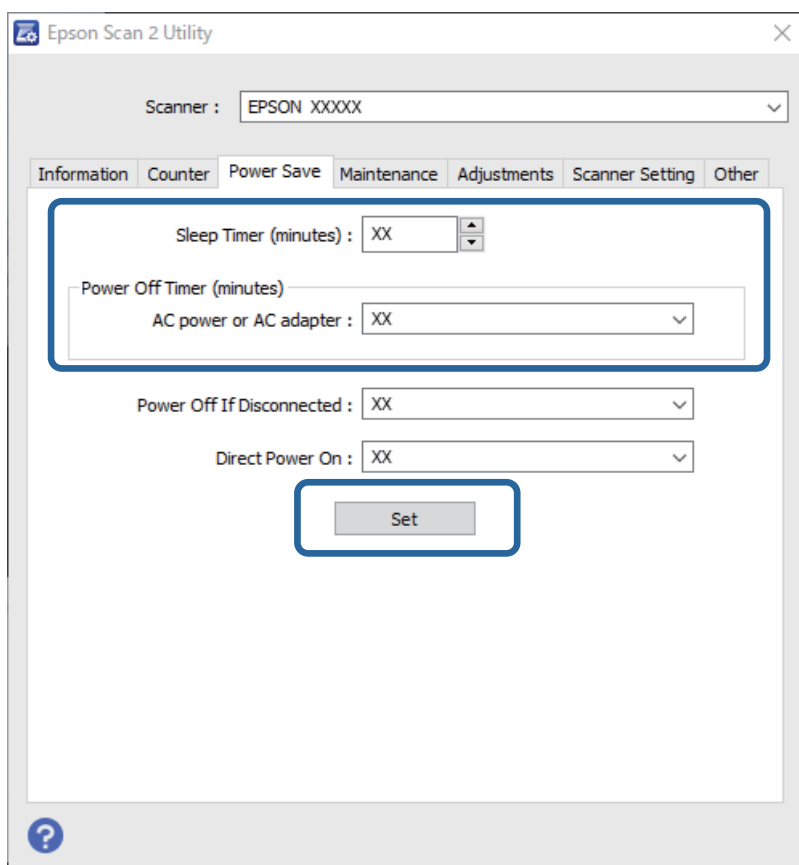 Epson Scan 2 Utility
Scanner : EPSON XXXXX
Information Counter Power Save Maintenance Adjustments Scanner Setting Other
Sleep Timer (minutes) : XX
Power Off Timer (minutes)
AC power or AC adapter : XX
Power Off If Disconnected : XX
Direct Power On : XX
Set
?